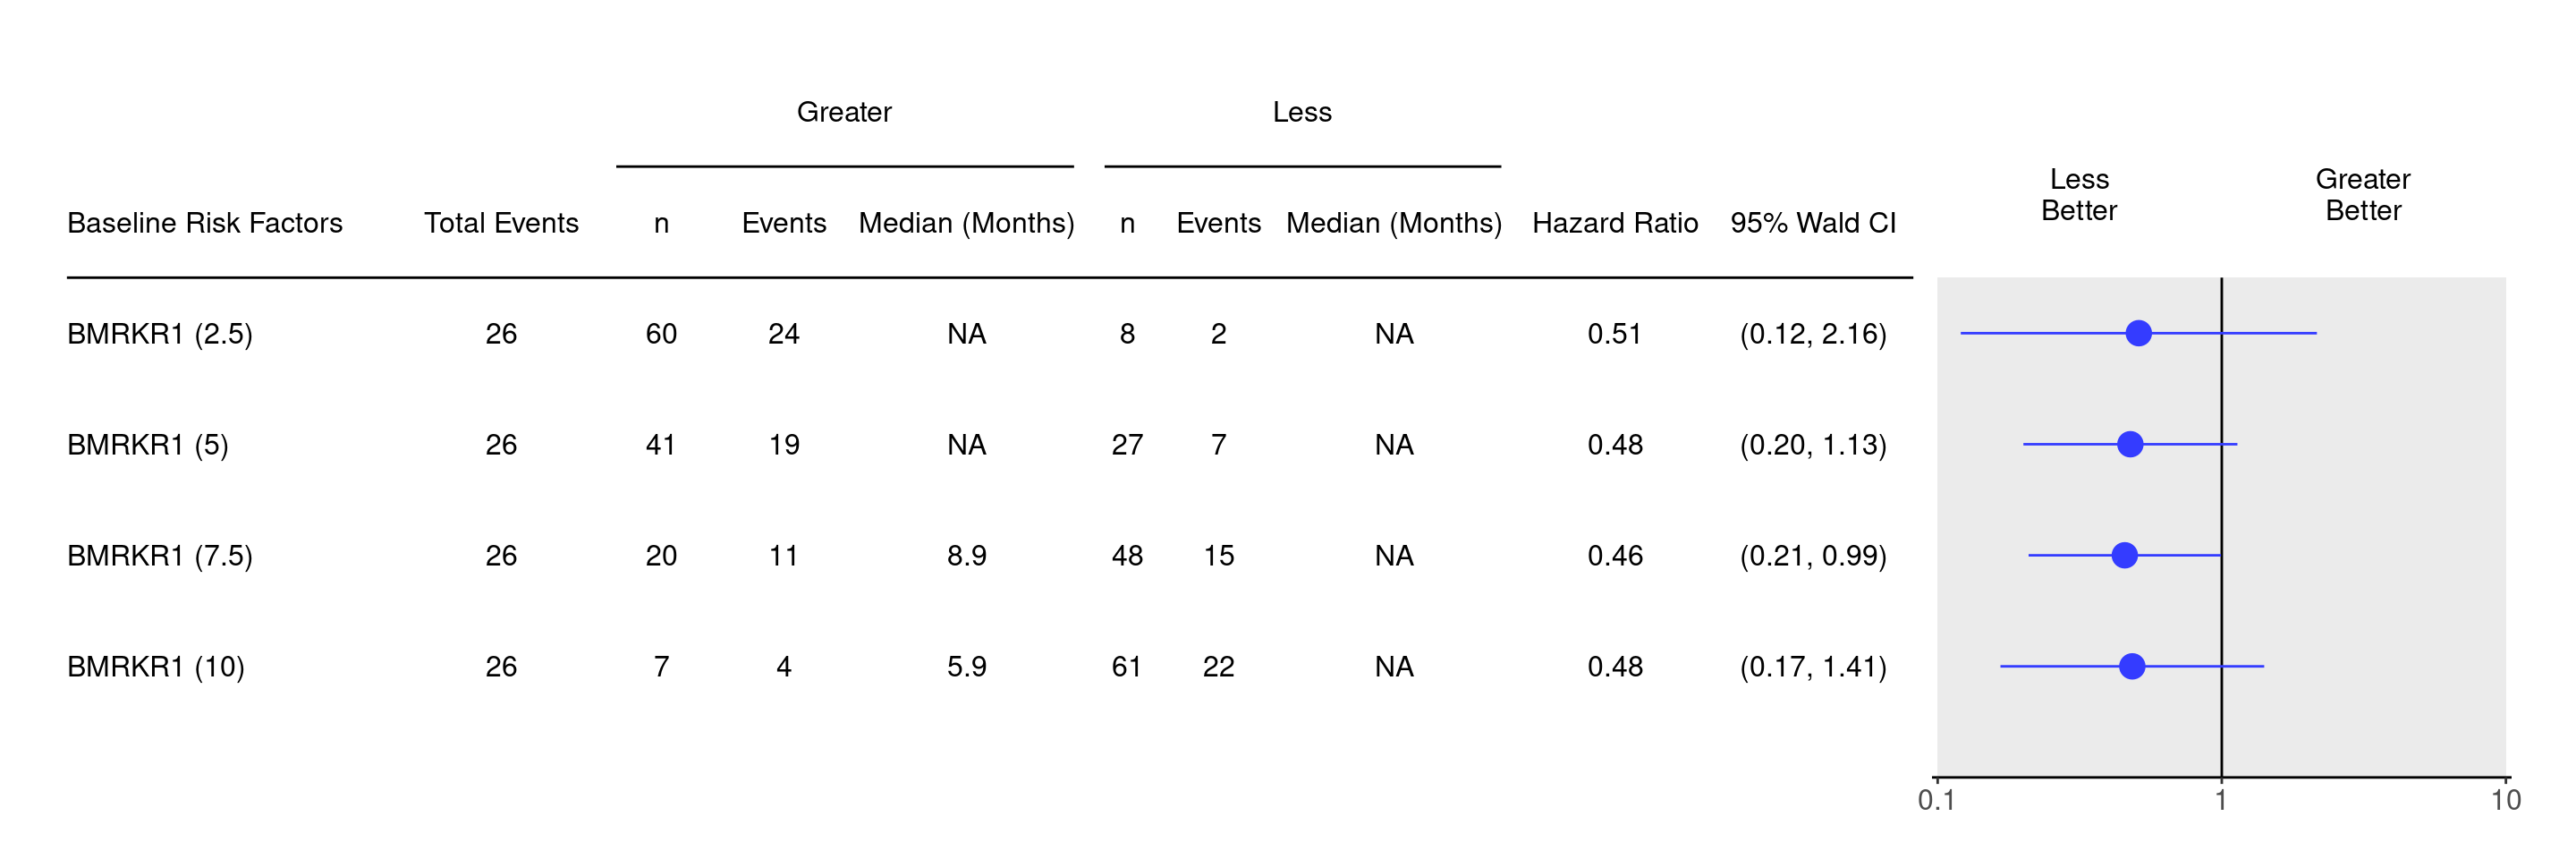 Greater Less
Less Greater
Better Better
Baseline Risk Factors Total Events n Events Median (Months) n Events Median (Months) Hazard Ratio 95% Wald CI
BMRKR1 (2.5) 26 60 24 NA 8 2 NA 0.51 (0.12, 2.16)
BMRKR1 (5) 26 41 19 NA 27 7 NA 0.48 (0.20, 1.13)
BMRKR1 (7.5) 26 20 11 8.9 48 15 NA 0.46 (0.21, 0.99)
BMRKR1 (10) 26 7 4 5.9 61 22 NA 0.48 (0.17, 1.41)
0.1 1 10